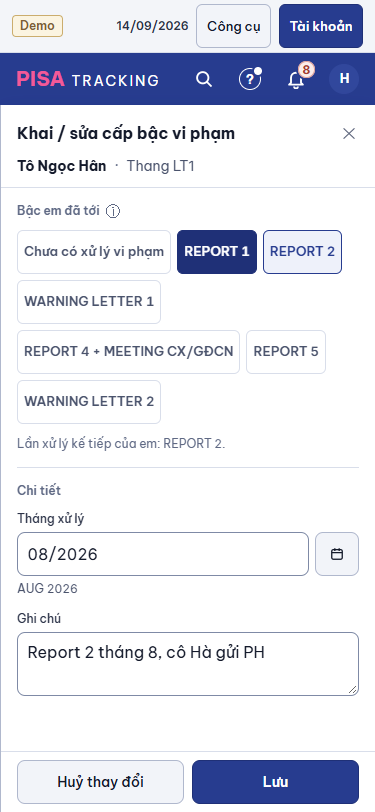 Demo 14/09/2026 Công cụ Tài khoản
PISA TRACKING ? 8 H
Khai / sửa cấp bậc vi phạm
Tô Ngọc Hân · Thang LT1
Bậc em đã tới
Chưa có xử lý vi phạm REPORT 1 REPORT 2
WARNING LETTER 1
REPORT 4 + MEETING CX/GĐCN REPORT 5
WARNING LETTER 2
Lần xử lý kế tiếp của em: REPORT 2.
Chi tiết
Tháng xử lý
08/2026
AUG 2026
Ghi chú
Report 2 tháng 8, cô Hà gửi PH
Huỷ thay đổi Lưu